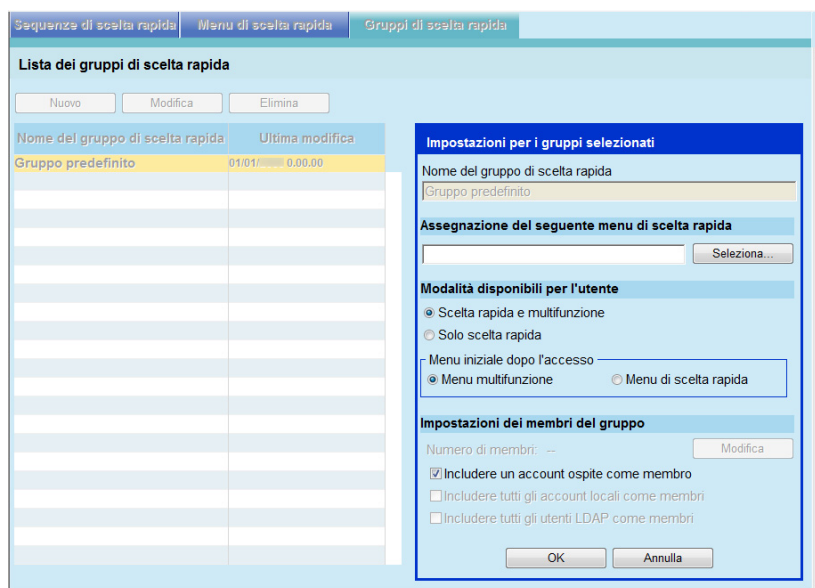 Sequenze di scelta rapida Menu di scelta rapida Gruppi di scelta rapida
Lista dei gruppi di scelta rapida
Nuovo Modifica Elimina
Nome del gruppo di scelta rapida Ultima modifica
Gruppo predefinito 01/01/ 0.00.00
Impostazioni per i gruppi selezionati
Nome del gruppo di scelta rapida
Gruppo predefinito
Assegnazione del seguente menu di scelta rapida
Seleziona...
Modalità disponibili per l'utente
Scelta rapida e multifunzione
Solo scelta rapida
Menu iniziale dopo l'accesso
Menu multifunzione Menu di scelta rapida
Impostazioni dei membri del gruppo
Numero di membri: -- Modifica
Includere un account ospite come membro
Includere tutti gli account locali come membri
Includere tutti gli utenti LDAP come membri
OK Annulla